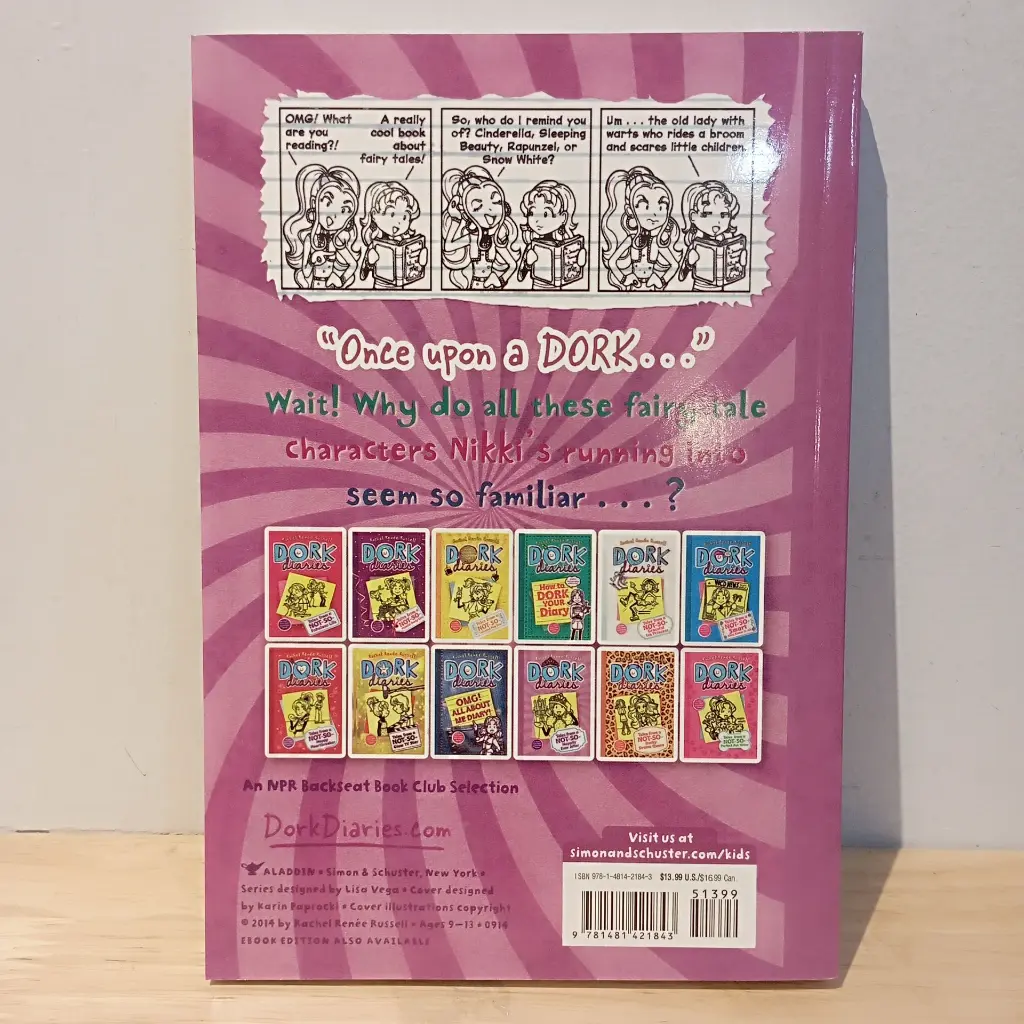 OMG! What
are you
reading?!
A really
cool book
about
fairy tales!
So, who do I remind you
of? Cinderella, Sleeping
Beauty, Rapunzel, or
Snow White?
Um . . . the old lady with
warts who rides a broom
and scares little children.
"Once upon a DORK..."
Wait! Why do all these fairy tale
characters Nikki's running into
seem so familiar . . . ?
DORK
diaries
DORK
diaries
DORK
diaries
DORK
diaries
How to
DORK
YOUR
Diary!
DORK
diaries
DORK
diaries
DORK
diaries
DORK
diaries
DORK
diaries
OMG!
ALL ABOUT
ME DIARY!
DORK
diaries
DORK
diaries
DORK
diaries
An NPR Backseat Book Club Selection
DorkDiaries.com
Visit us at
simonandschuster.com/kids
ALADDIN • Simon & Schuster, New York •
Series designed by Lisa Vega • Cover designed
by Karin Paprocki • Cover illustrations copyright
© 2014 by Rachel Renée Russell • Ages 9–13 • 0914
EBOOK EDITION ALSO AVAILABLE
ISBN 978-1-4814-2184-3 $13.99 U.S./$16.99 Can.
51399
9 781481 421843